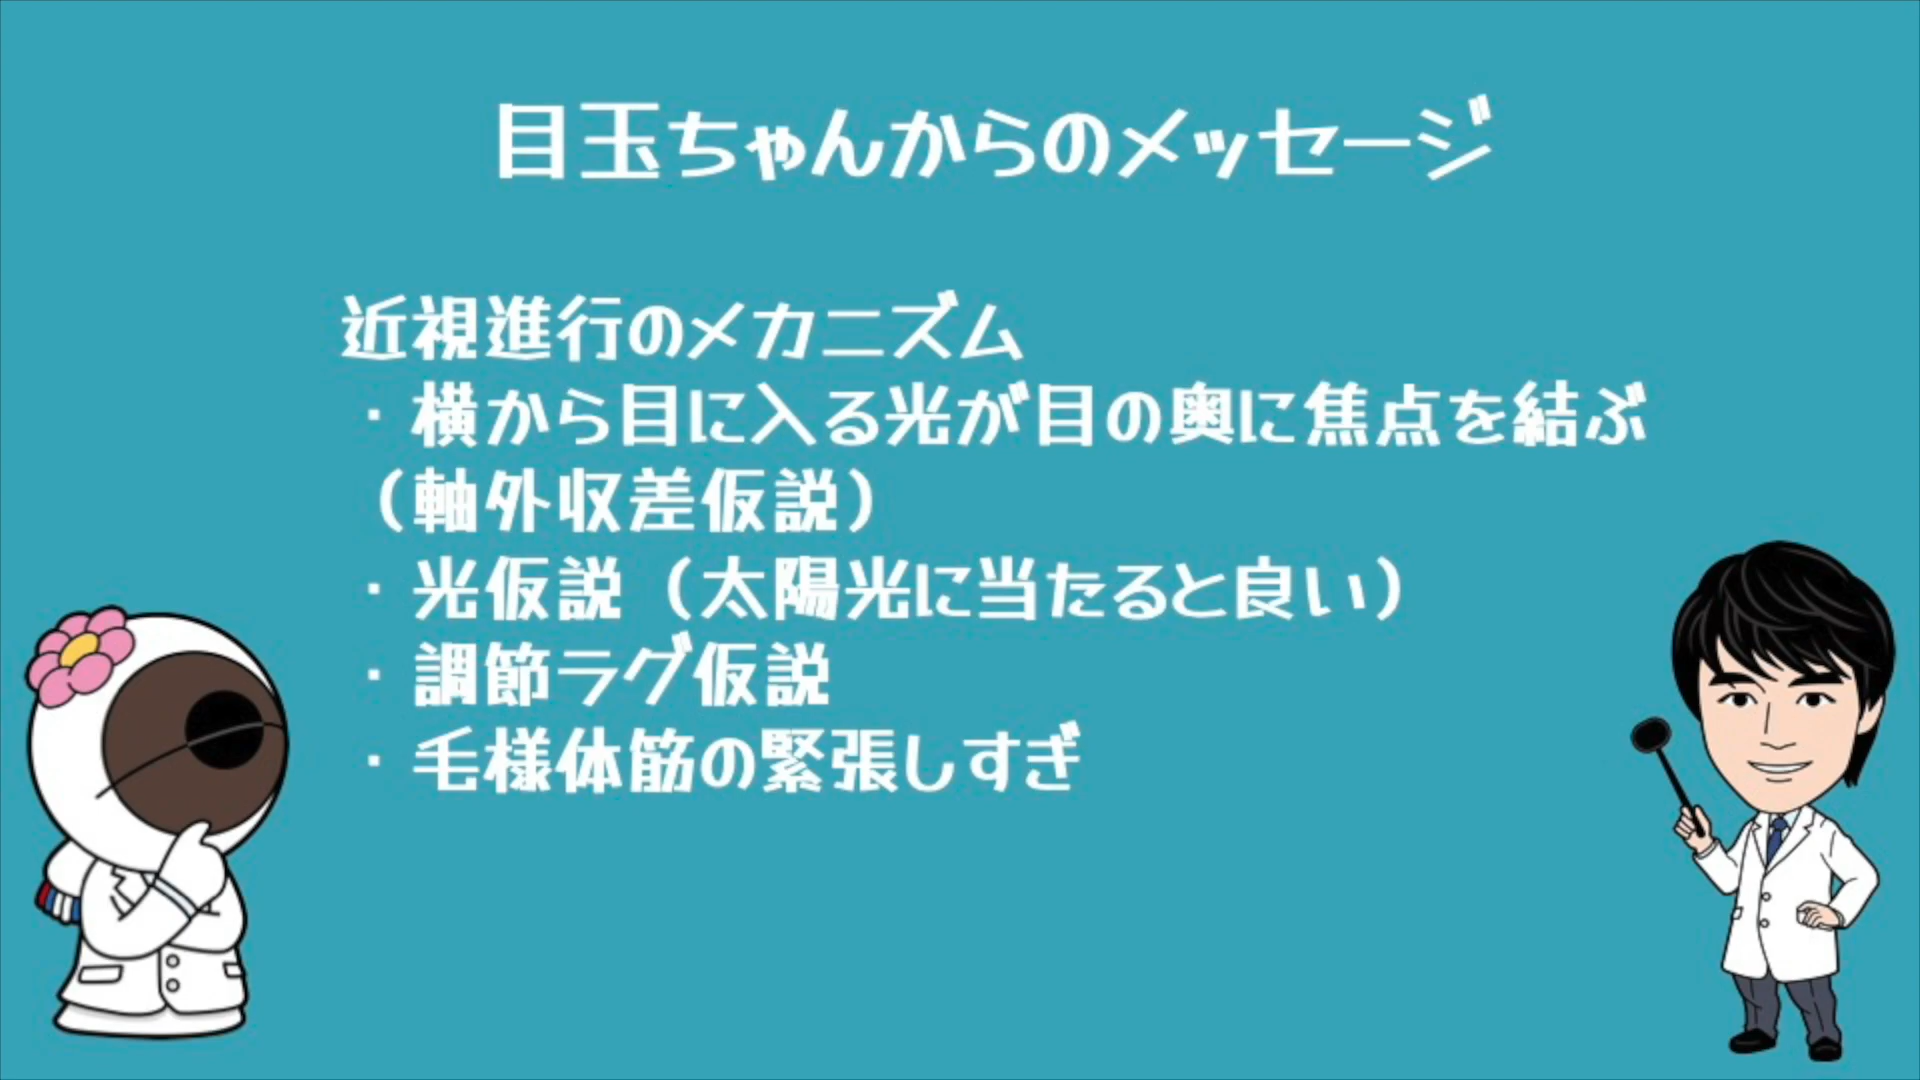 目玉ちゃんからのメッセージ
近視進行のメカニズム
・横から目に入る光が目の奥に焦点を結ぶ
（軸外収差仮説）
・光仮説（太陽光に当たると良い）
・調節ラグ仮説
・毛様体筋の緊張しすぎ